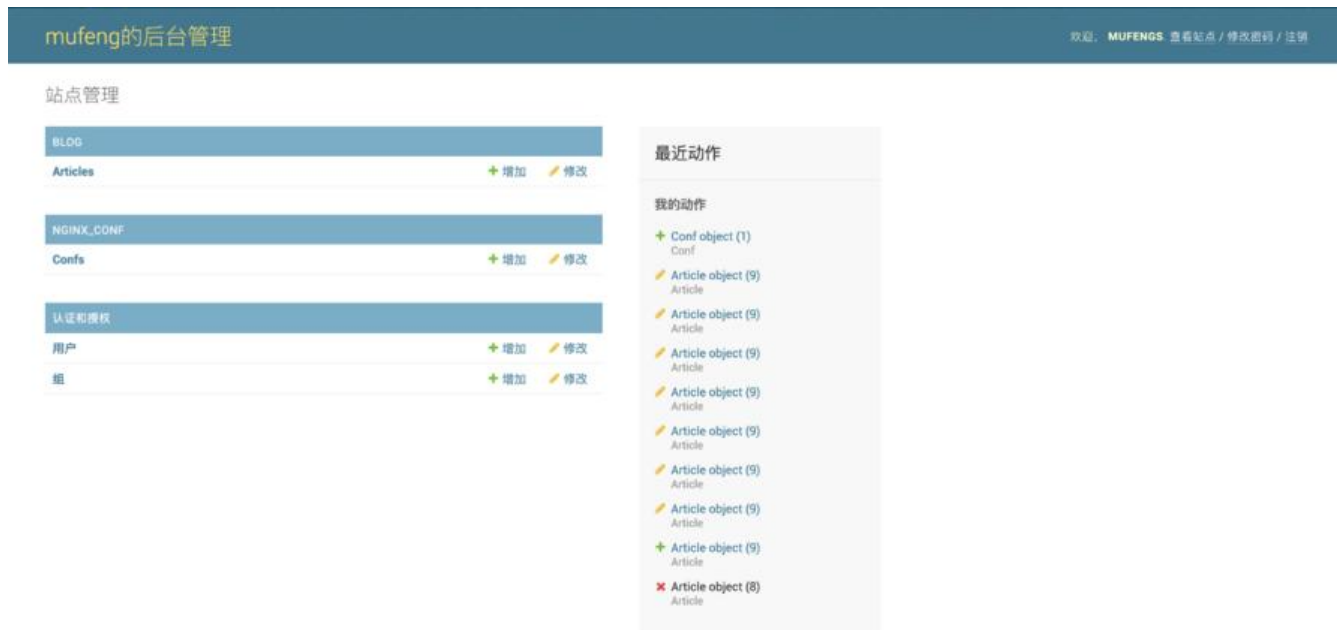 mufeng的后台管理
欢迎， MUFENGS. 查看站点 / 修改密码 / 注销
站点管理
BLOG
Articles 增加 修改
NGINX_CONF
Confs 增加 修改
认证和授权
用户 增加 修改
组 增加 修改
最近动作
我的动作
Conf object (1)
Conf
Article object (9)
Article
Article object (9)
Article
Article object (9)
Article
Article object (9)
Article
Article object (9)
Article
Article object (9)
Article
Article object (9)
Article
Article object (9)
Article
Article object (8)
Article